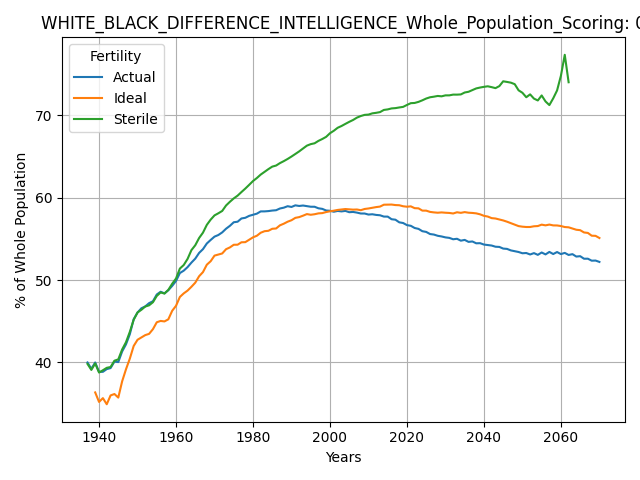 WHITE_BLACK_DIFFERENCE_INTELLIGENCE_Whole_Population_Scoring: 0
Fertility
Actual
Ideal
Sterile
% of Whole Population
70
60
50
40
1940 1960 1980 2000 2020 2040 2060
Years